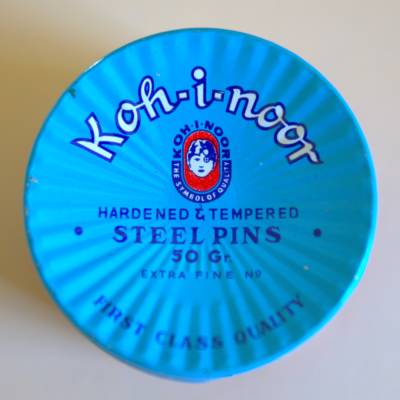 Koh-i-noor
KOH-I-NOOR
THE SYMBOL OF QUALITY
HARDENED & TEMPERED
STEEL PINS
50 Gr.
EXTRA FINE Nº
FIRST CLASS QUALITY